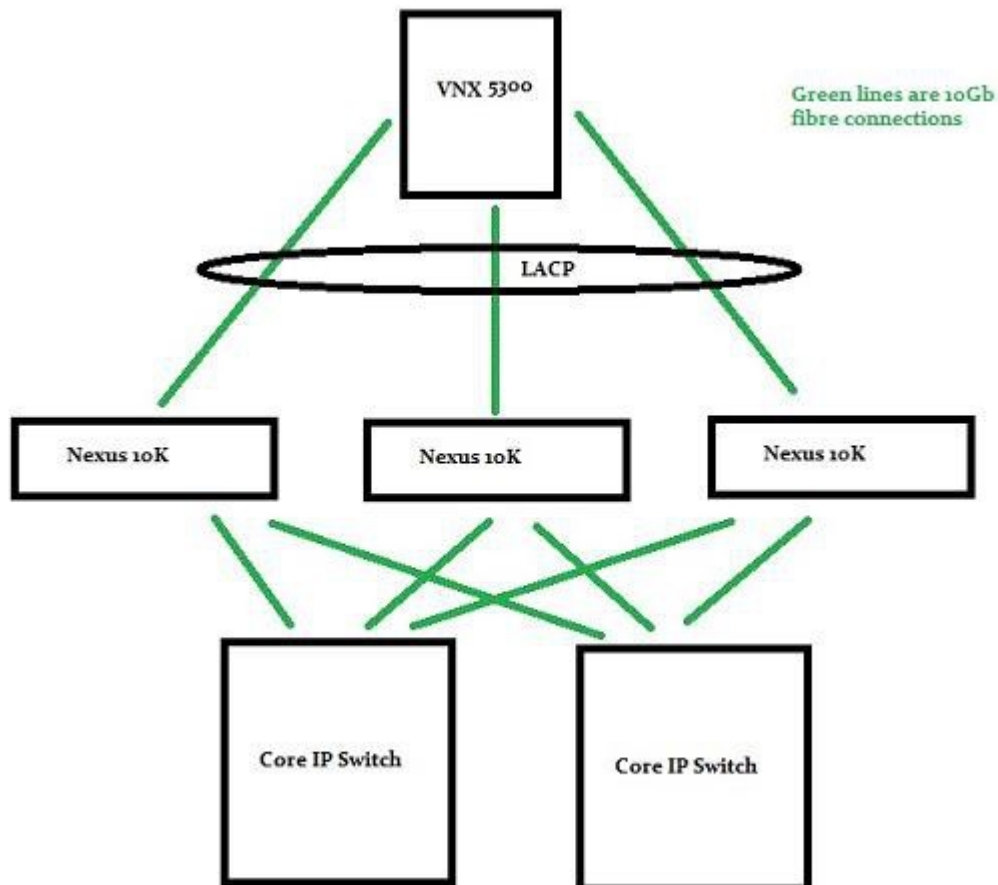 VNX 5300
Green lines are 10Gb
fibre connections
LACP
Nexus 10K
Nexus 10K
Nexus 10K
Core IP Switch
Core IP Switch